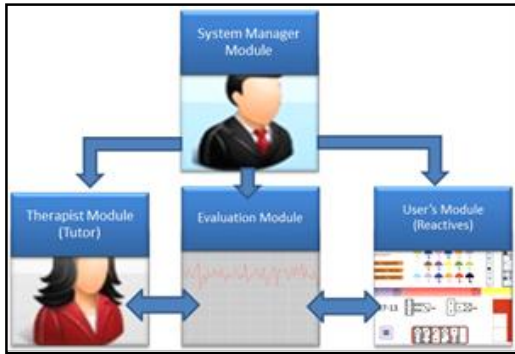 System Manager
Module
Therapist Module
(Tutor)
Evaluation Module
User's Module
(Reactives)